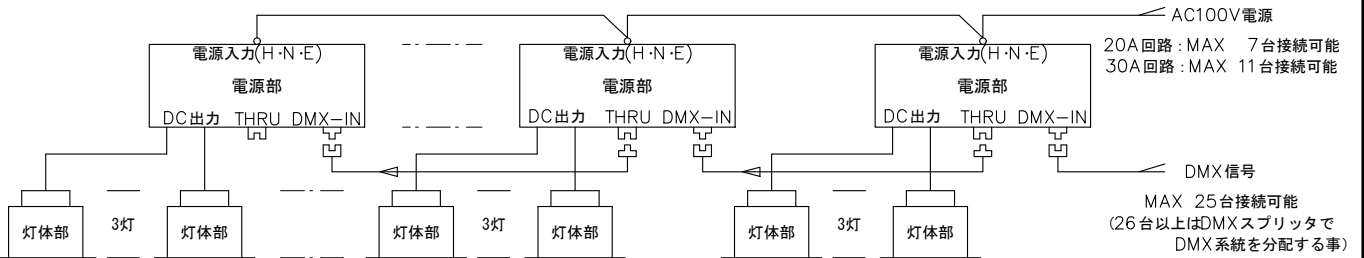 AC100V電源
20A回路:MAX 7台接続可能
30A回路:MAX 11台接続可能
電源入力(H・N・E)
電源部
DC出力 THRU DMX-IN
電源入力(H・N・E)
電源部
DC出力 THRU DMX-IN
電源入力(H・N・E)
電源部
DC出力 THRU DMX-IN
DMX信号
MAX 25台接続可能
(26台以上はDMXスプリッタで
DMX系統を分配する事)
灯体部 3灯 灯体部
灯体部 3灯 灯体部
灯体部 3灯 灯体部